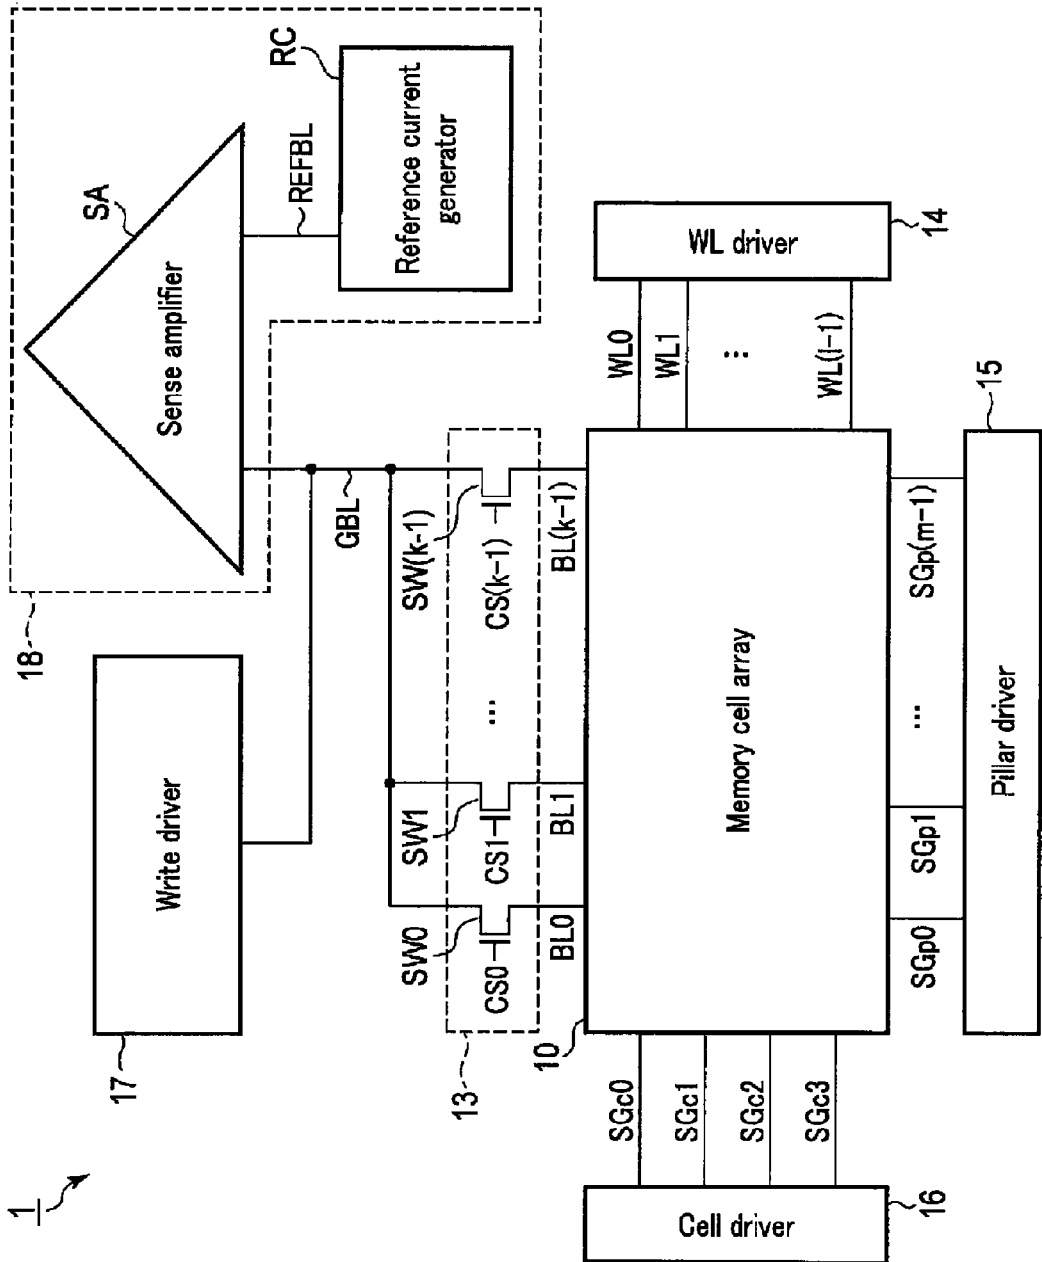 1
17
Write driver
18
SA
Sense amplifier
REFBL
RC
Reference current
generator
GBL
13
SW0
SW1
SW(k-1)
CS0
CS1
...
CS(k-1)
BL0
BL1
BL(k-1)
10
Memory cell array
16
Cell driver
SGc0
SGc1
SGc2
SGc3
WL0
WL1
...
WL(l-1)
WL driver
14
SGp0
SGp1
...
SGp(m-1)
Pillar driver
15